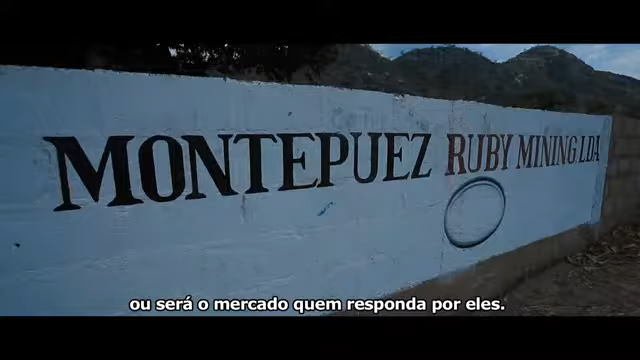 MONTEPUEZ RUBY MINING LDA
ou será o mercado quem responda por eles.